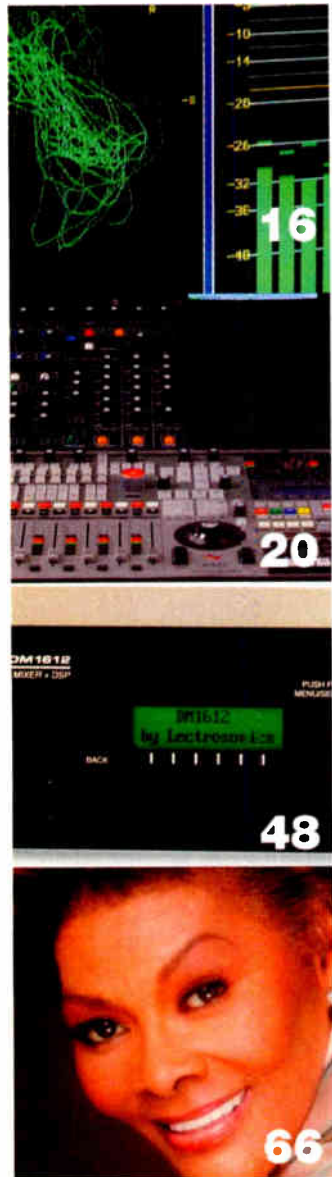 -10
-14
-20
-26
-32
-36
-40
16
20
DM1612
MIXER + DSP
PUSH F
MENU/SE
DM1612
by Lectrosonics
BACK
48
66